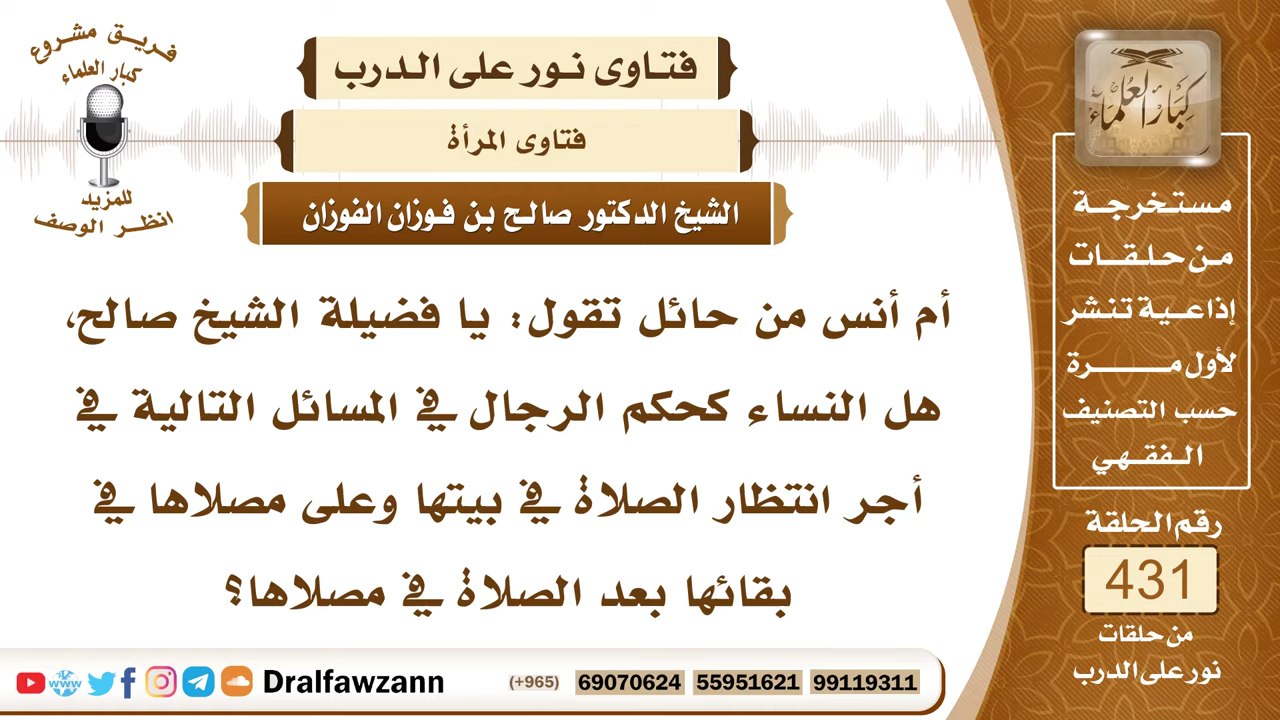 فريق مشروع
كبار العلماء
للمزيد
انظر الوصف
فتاوى نور على الدرب
فتاوى المرأة
الشيخ الدكتور صالح بن فوزان الفوزان
أم أنس من حائل تقول: يا فضيلة الشيخ صالح،
هل النساء كحكم الرجال في المسائل التالية في
أجر انتظار الصلاة في بيتها وعلى مصلاها في
بقائها بعد الصلاة في مصلاها؟
كبار العلماء
مستخرجة
من حلقات
إذاعية تنشر
لأول مرة
حسب التصنيف
الفقهي
رقم الحلقة
431
من حلقات
نور على الدرب
www Dralfawzann (+965) 69070624 55951621 99119311